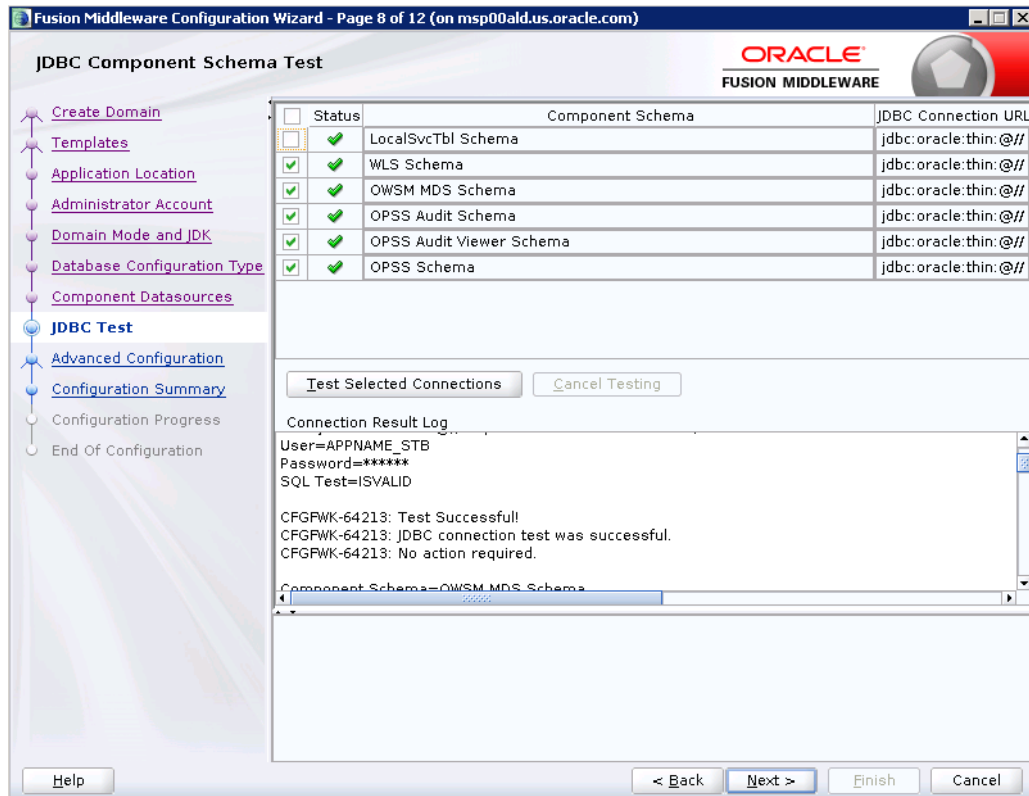 Fusion Middleware Configuration Wizard - Page 8 of 12 (on msp00ald.us.oracle.com)
JDBC Component Schema Test
ORACLE
FUSION MIDDLEWARE
Create Domain
Templates
Application Location
Administrator Account
Domain Mode and JDK
Database Configuration Type
Component Datasources
JDBC Test
Advanced Configuration
Configuration Summary
Configuration Progress
End Of Configuration
Status Component Schema JDBC Connection URL
LocalSvcTbl Schema jdbc:oracle:thin:@//
WLS Schema jdbc:oracle:thin:@//
OWSM MDS Schema jdbc:oracle:thin:@//
OPSS Audit Schema jdbc:oracle:thin:@//
OPSS Audit Viewer Schema jdbc:oracle:thin:@//
OPSS Schema jdbc:oracle:thin:@//
Test Selected Connections Cancel Testing
Connection Result Log
User=APPNAME_STB
Password=******
SQL Test=ISVALID
CFGFWK-64213: Test Successful!
CFGFWK-64213: JDBC connection test was successful.
CFGFWK-64213: No action required.
Component Schema=OWSM MDS Schema
Help < Back Next > Finish Cancel